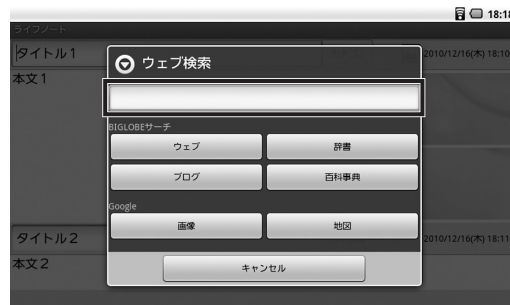 18:18
ライフノート
タイトル1
2010/12/16(木) 18:10
本文1
ウェブ検索
BIGLOBEサーチ
ウェブ 辞書
ブログ 百科事典
Google
画像 地図
タイトル2
2010/12/16(木) 18:11
本文2
キャンセル